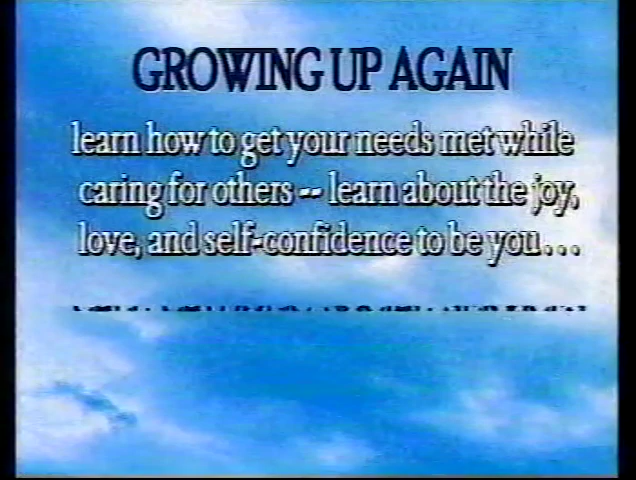 GROWING UP AGAIN
learn how to get your needs met while
caring for others -- learn about the joy,
love, and self-confidence to be you...